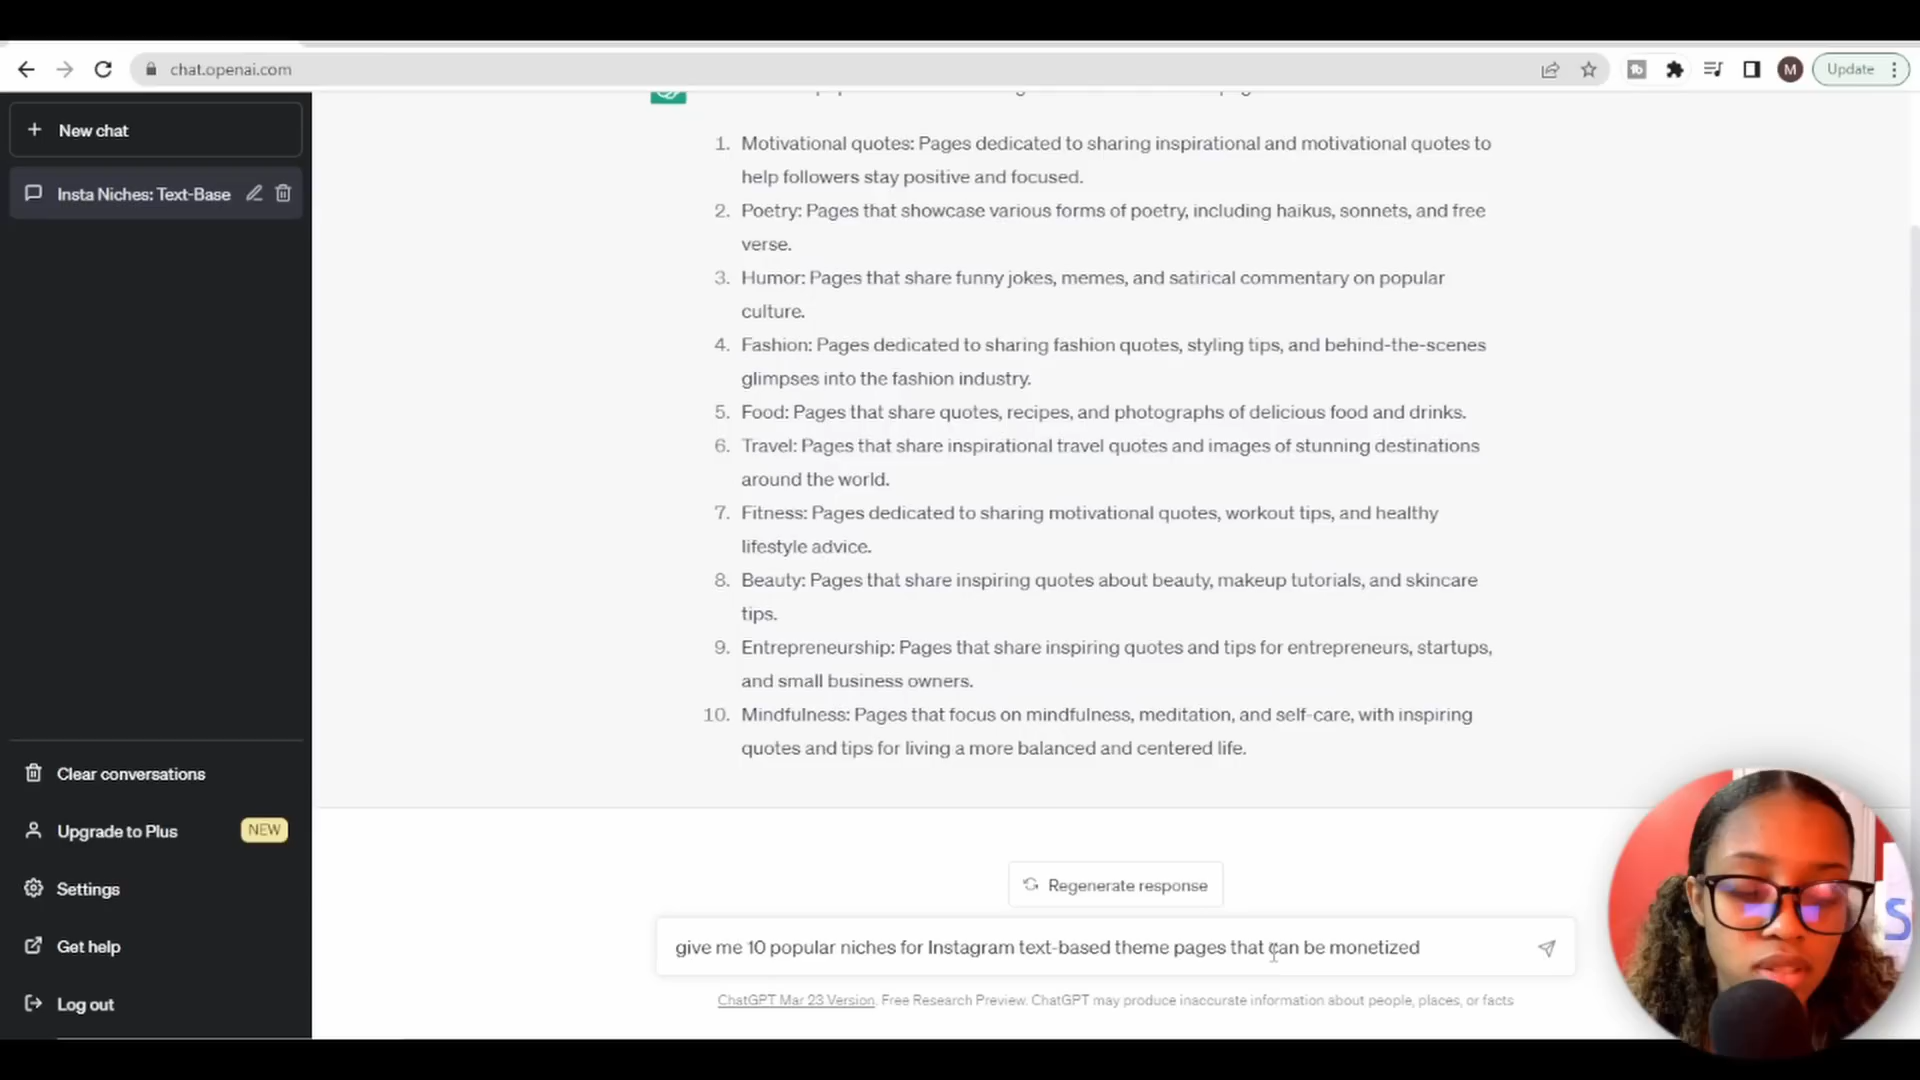 chat.openai.com
M
Update
New chat
Insta Niches: Text-Base
1. Motivational quotes: Pages dedicated to sharing inspirational and motivational quotes to
help followers stay positive and focused.
2. Poetry: Pages that showcase various forms of poetry, including haikus, sonnets, and free
verse.
3. Humor: Pages that share funny jokes, memes, and satirical commentary on popular
culture.
4. Fashion: Pages dedicated to sharing fashion quotes, styling tips, and behind-the-scenes
glimpses into the fashion industry.
5. Food: Pages that share quotes, recipes, and photographs of delicious food and drinks.
6. Travel: Pages that share inspirational travel quotes and images of stunning destinations
around the world.
7. Fitness: Pages dedicated to sharing motivational quotes, workout tips, and healthy
lifestyle advice.
8. Beauty: Pages that share inspiring quotes about beauty, makeup tutorials, and skincare
tips.
9. Entrepreneurship: Pages that share inspiring quotes and tips for entrepreneurs, startups,
and small business owners.
10. Mindfulness: Pages that focus on mindfulness, meditation, and self-care, with inspiring
quotes and tips for living a more balanced and centered life.
Clear conversations
Upgrade to Plus NEW
Settings
Get help
Log out
Regenerate response
give me 10 popular niches for Instagram text-based theme pages that can be monetized
ChatGPT Mar 23 Version. Free Research Preview. ChatGPT may produce inaccurate information about people, places, or facts
S